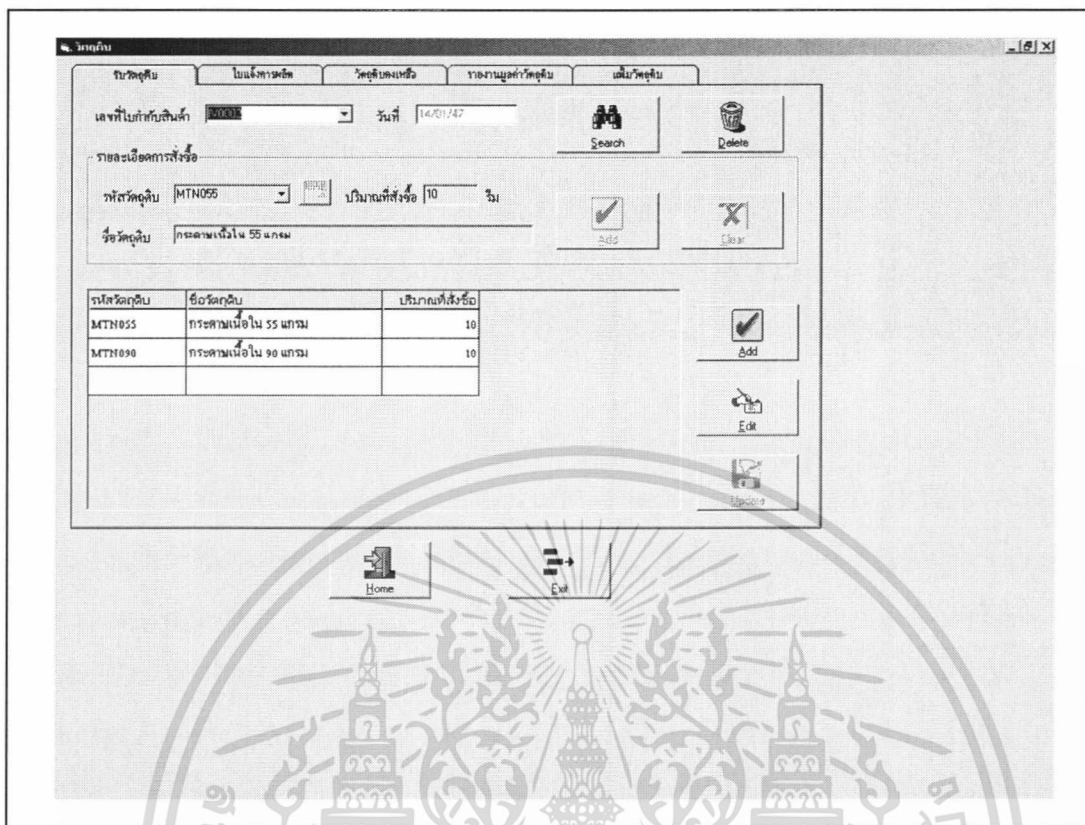 วัตถุดิบ
รับวัตถุดิบ ใบแจ้งการผลิต วัตถุดิบคงเหลือ รายงานมูลค่าวัตถุดิบ
เลขที่ใบกำกับสินค้า วันที่ 14/01/47
Search Delete
รายละเอียดการสั่งซื้อ
รหัสวัตถุดิบ MTN055 ปริมาณที่สั่งซื้อ 10 รีม
Add Clear
ชื่อวัตถุดิบ กระดาษเนื้อใน 55 แกรม
รหัสวัตถุดิบ ชื่อวัตถุดิบ ปริมาณที่สั่งซื้อ
MTN055 กระดาษเนื้อใน 55 แกรม 10
MTN090 กระดาษเนื้อใน 90 แกรม 10
Add
Edit
Update
Home Exit